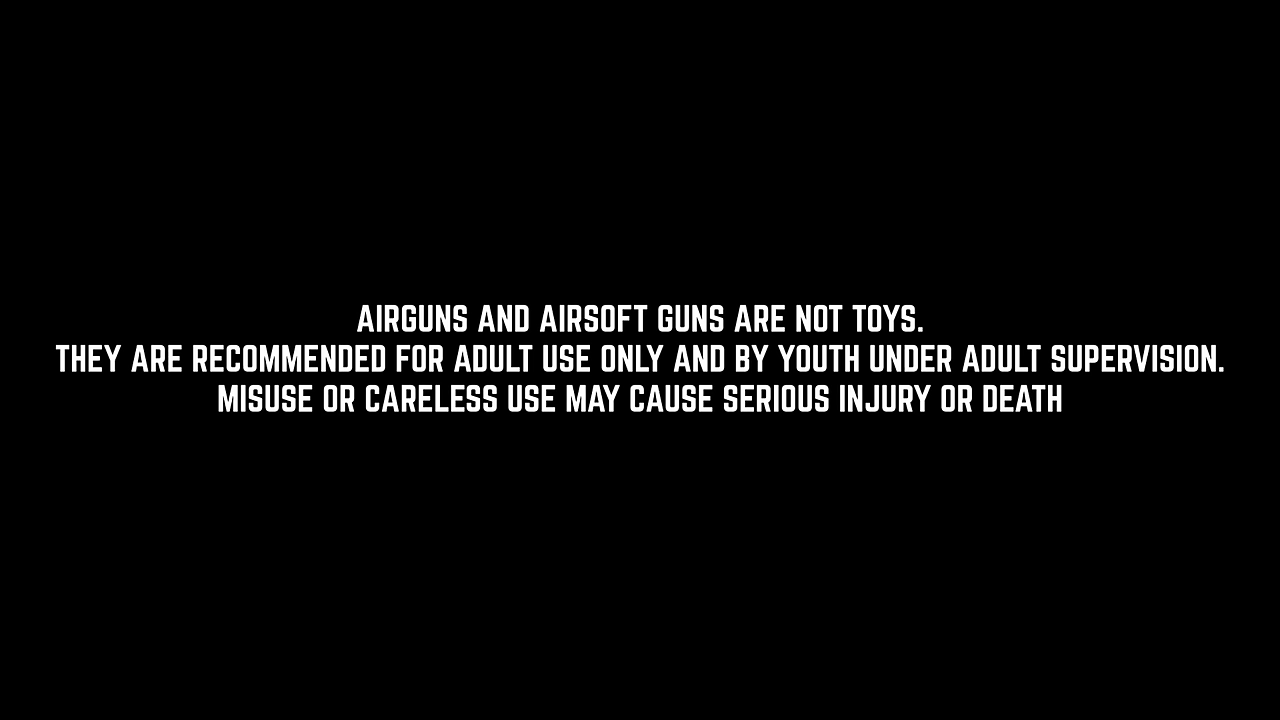 AIRGUNS AND AIRSOFT GUNS ARE NOT TOYS.
THEY ARE RECOMMENDED FOR ADULT USE ONLY AND BY YOUTH UNDER ADULT SUPERVISION.
MISUSE OR CARELESS USE MAY CAUSE SERIOUS INJURY OR DEATH